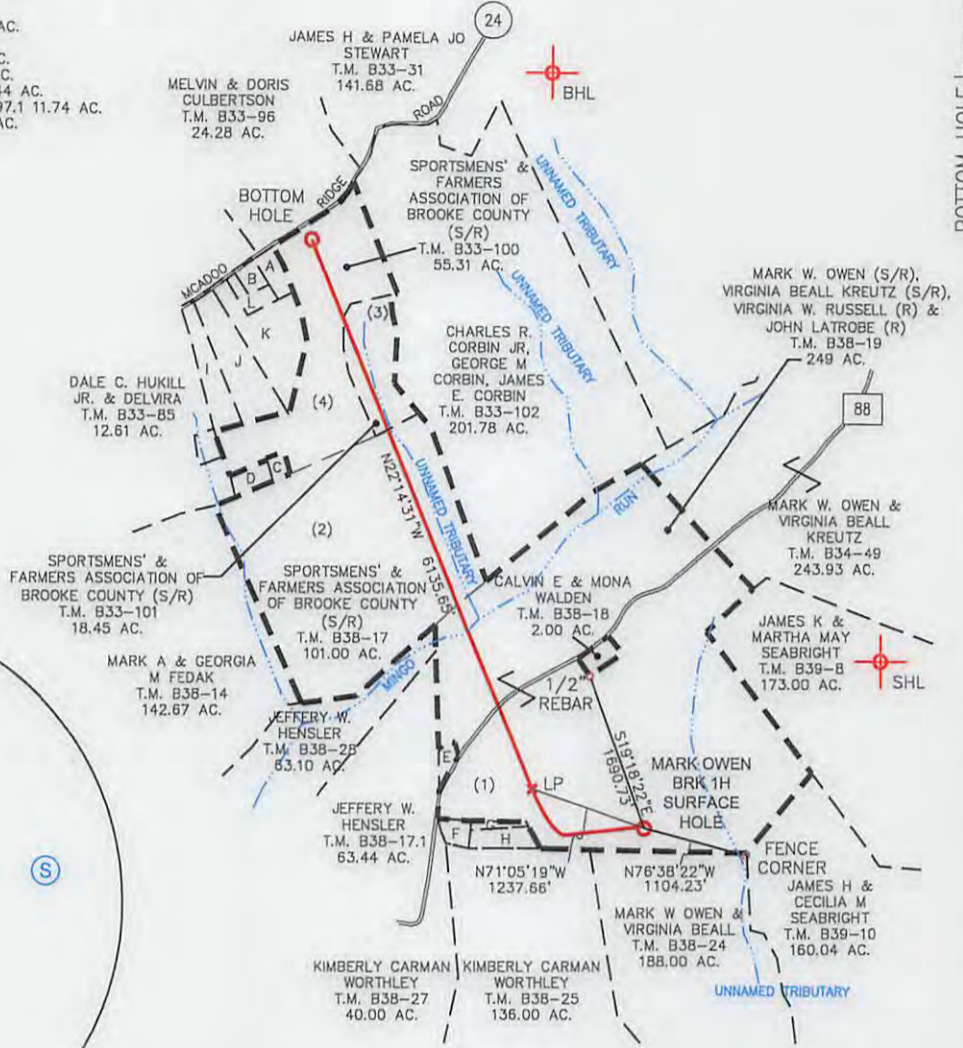 AC.
C.
C.
44 AC.
97.1 11.74 AC.
AC.
24
JAMES H & PAMELA JO
STEWART
T.M. B33-31
141.68 AC.
BHL
BOTTOM HOLE
MELVIN & DORIS
CULBERTSON
T.M. B33-96
24.28 AC.
MCADOO RIDGE ROAD
BOTTOM
HOLE
SPORTSMENS' &
FARMERS
ASSOCIATION OF
BROOKE COUNTY
(S/R)
T.M. B33-100
55.31 AC.
UNNAMED TRIBUTARY
UNNAMED TRIBUTARY
MARK W. OWEN (S/R),
VIRGINIA BEALL KREUTZ (S/R),
VIRGINIA W. RUSSELL (R) &
JOHN LATROBE (R)
T.M. B38-19
249 AC.
A
B
L
K
J
I
(3)
(4)
CHARLES R.
CORBIN JR,
GEORGE M
CORBIN, JAMES
E. CORBIN
T.M. B33-102
201.78 AC.
DALE C. HUKILL
JR. & DELVIRA
T.M. B33-85
12.61 AC.
88
C
D
(2)
N22°14'31"W 6135.65'
UNNAMED TRIBUTARY
MINGO RUN
MARK W. OWEN &
VIRGINIA BEALL
KREUTZ
T.M. B34-49
243.93 AC.
SPORTSMENS' &
FARMERS ASSOCIATION OF
BROOKE COUNTY (S/R)
T.M. B33-101
18.45 AC.
SPORTSMENS' &
FARMERS ASSOCIATION
OF BROOKE COUNTY
(S/R)
T.M. B38-17
101.00 AC.
CALVIN E & MONA
WALDEN
T.M. B38-18
2.00 AC.
JAMES K &
MARTHA MAY
SEABRIGHT
T.M. B39-8
173.00 AC.
SHL
MARK A & GEORGIA
M FEDAK
T.M. B38-14
142.67 AC.
1/2"
REBAR
JEFFERY W.
HENSLER
T.M. B38-28
63.10 AC.
S19°18'22"E
1690.73'
E
(1)
LP
MARK OWEN
BRK 1H
SURFACE
HOLE
JEFFERY W.
HENSLER
T.M. B38-17.1
63.44 AC.
F
G
H
S
N71°05'19"W
1237.66'
N76°38'22"W
1104.23'
FENCE
CORNER
JAMES H &
CECILIA M
SEABRIGHT
T.M. B39-10
160.04 AC.
MARK W OWEN &
VIRGINIA BEALL
T.M. B38-24
188.00 AC.
KIMBERLY CARMAN
WORTHLEY
T.M. B38-27
40.00 AC.
KIMBERLY CARMAN
WORTHLEY
T.M. B38-25
136.00 AC.
UNNAMED TRIBUTARY